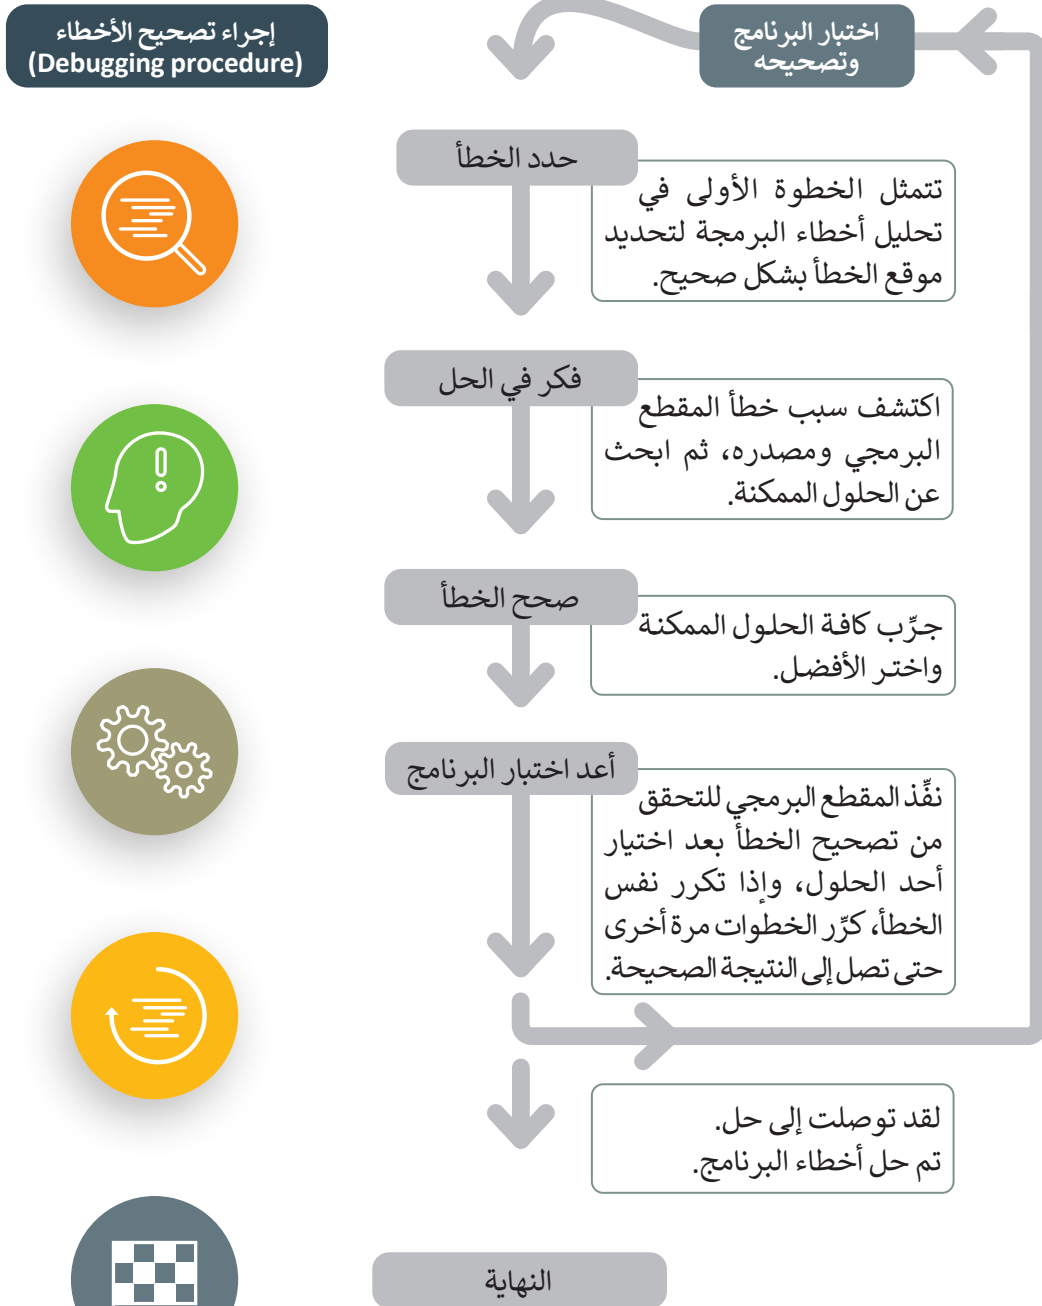 اختبار البرنامج
وتصحيحه
إجراء تصحيح الأخطاء
(Debugging procedure)
حدد الخطأ
تتمثل الخطوة الأولى في
تحليل أخطاء البرمجة لتحديد
موقع الخطأ بشكل صحيح.
فكر في الحل
اكتشف سبب خطأ المقطع
البرمجي ومصدره، ثم ابحث
عن الحلول الممكنة.
صحح الخطأ
جرِّب كافة الحلول الممكنة
واختر الأفضل.
أعد اختبار البرنامج
نفِّذ المقطع البرمجي للتحقق
من تصحيح الخطأ بعد اختيار
أحد الحلول، وإذا تكرر نفس
الخطأ، كرِّر الخطوات مرة أخرى
حتى تصل إلى النتيجة الصحيحة.
لقد توصلت إلى حل.
تم حل أخطاء البرنامج.
النهاية